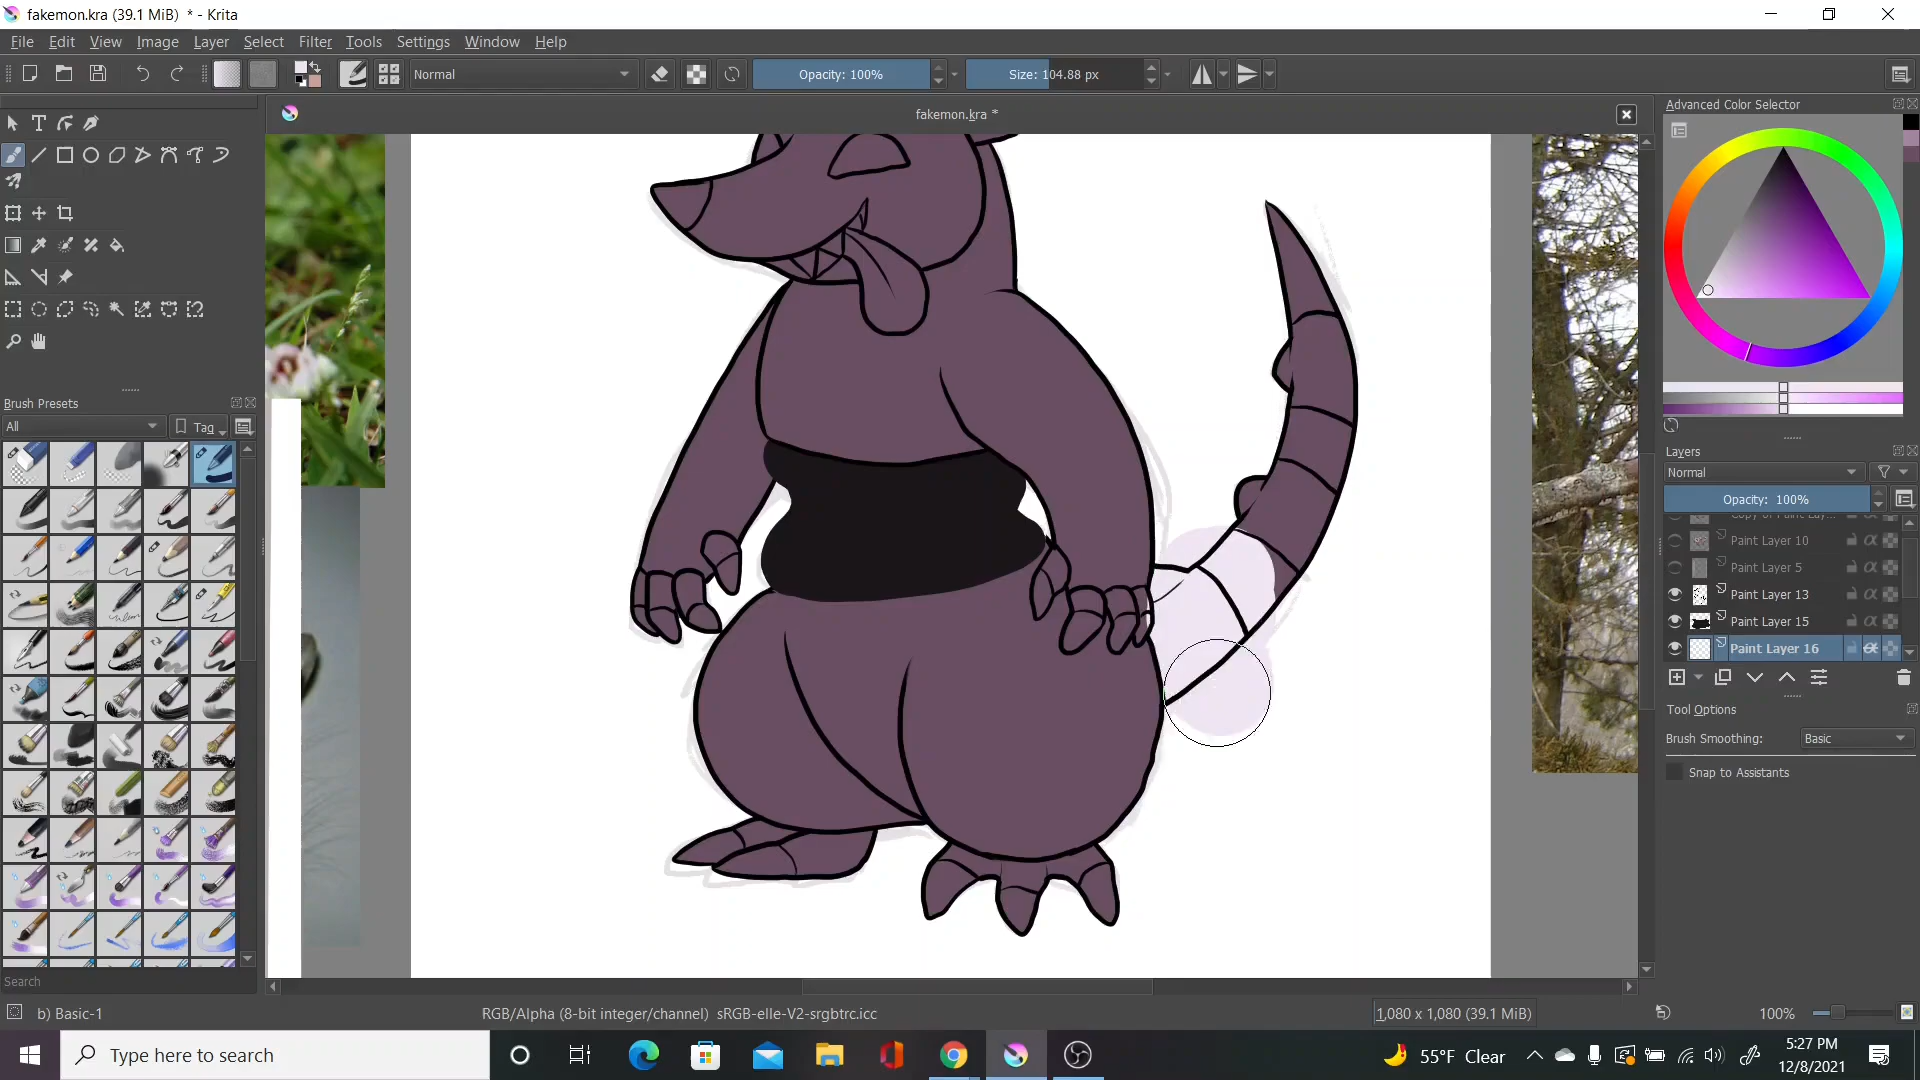 fakemon.kra (39.1 MiB) * - Krita
File Edit View Image Layer Select Filter Tools Settings Window Help
Normal
Opacity: 100%
Size: 104.88 px
fakemon.kra *
Advanced Color Selector
Brush Presets
All
Tag
Layers
Normal
Opacity: 100%
Paint Layer 10
Paint Layer 5
Paint Layer 13
Paint Layer 15
Paint Layer 16
Tool Options
Brush Smoothing: Basic
Snap to Assistants
Search
b) Basic-1
RGB/Alpha (8-bit integer/channel) sRGB-elle-V2-srgbtrc.icc
1,080 x 1,080 (39.1 MiB)
100%
Type here to search
55°F Clear
5:27 PM
12/8/2021